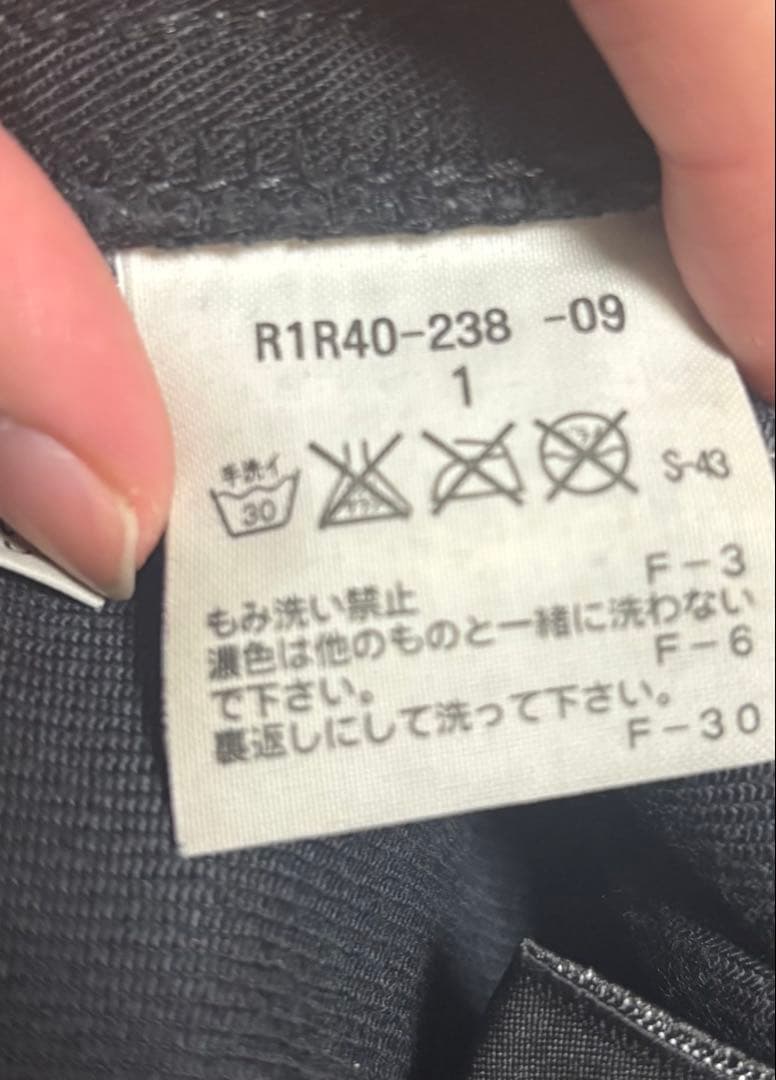 R1R40-238 -09
1
手洗イ
30
S-43
F-3
もみ洗い禁止
濃色は他のものと一緒に洗わない
F-6
で下さい。
裏返しにして洗って下さい。
F-30